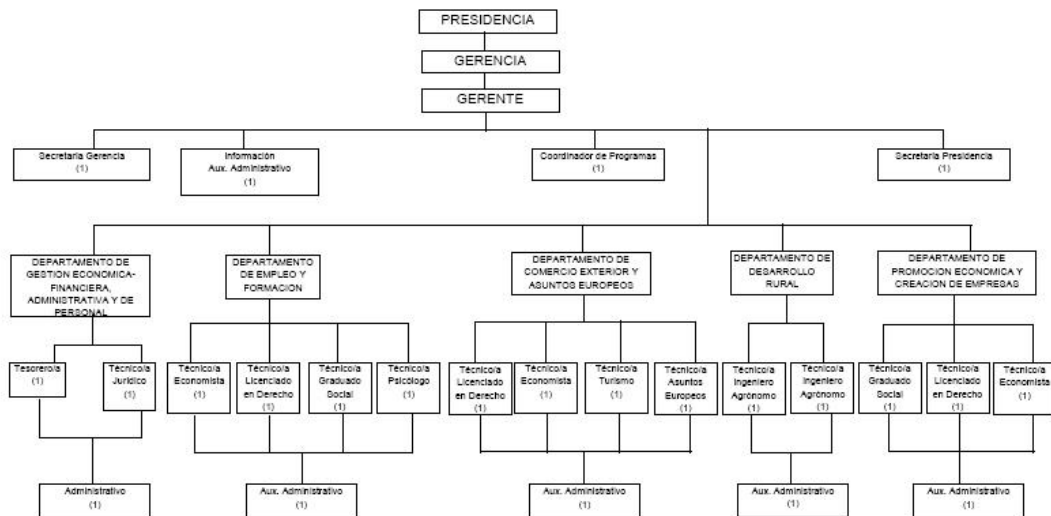 PRESIDENCIA
GERENCIA
GERENTE
Secretaria Gerencia
(1)
Información
Aux. Administrativo
(1)
Coordinador de Programas
(1)
Secretaria Presidencia
(1)
DEPARTAMENTO DE
GESTION ECONOMICA-
FINANCIERA,
ADMINISTRATIVA Y DE
PERSONAL
DEPARTAMENTO
DE EMPLEO Y
FORMACION
DEPARTAMENTO DE
COMERCIO EXTERIOR Y
ASUNTOS EUROPEOS
DEPARTAMENTO DE
DESARROLLO
RURAL
DEPARTAMENTO DE
PROMOCION ECONOMICA Y
CREACION DE EMPRESAS
Tesorero/a
(1)
Técnico/a
Jurídico
(1)
Técnico/a
Economista
(1)
Técnico/a
Licenciado
en Derecho
(1)
Técnico/a
Graduado
Social
(1)
Técnico/a
Psicólogo
(1)
Técnico/a
Licenciado
en Derecho
(1)
Técnico/a
Economista
(1)
Técnico/a
Turismo
(1)
Técnico/a
Asuntos
Europeos
(1)
Técnico/a
Ingeniero
Agrónomo
(1)
Técnico/a
Ingeniero
Agrónomo
(1)
Técnico/a
Graduado
Social
(1)
Técnico/a
Licenciado
en Derecho
(1)
Técnico/a
Economista
(1)
Administrativo
(1)
Aux. Administrativo
(1)
Aux. Administrativo
(1)
Aux. Administrativo
(1)
Aux. Administrativo
(1)